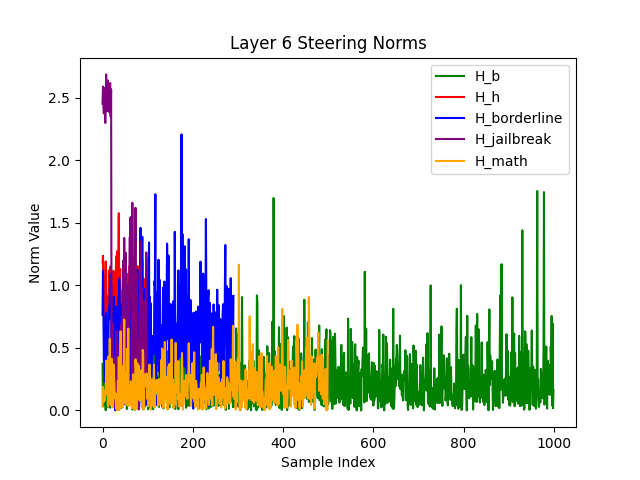 Layer 6 Steering Norms
H_b
H_h
H_borderline
H_jailbreak
H_math
Norm Value
2.5
2.0
1.5
1.0
0.5
0.0
0
200
400
600
800
1000
Sample Index